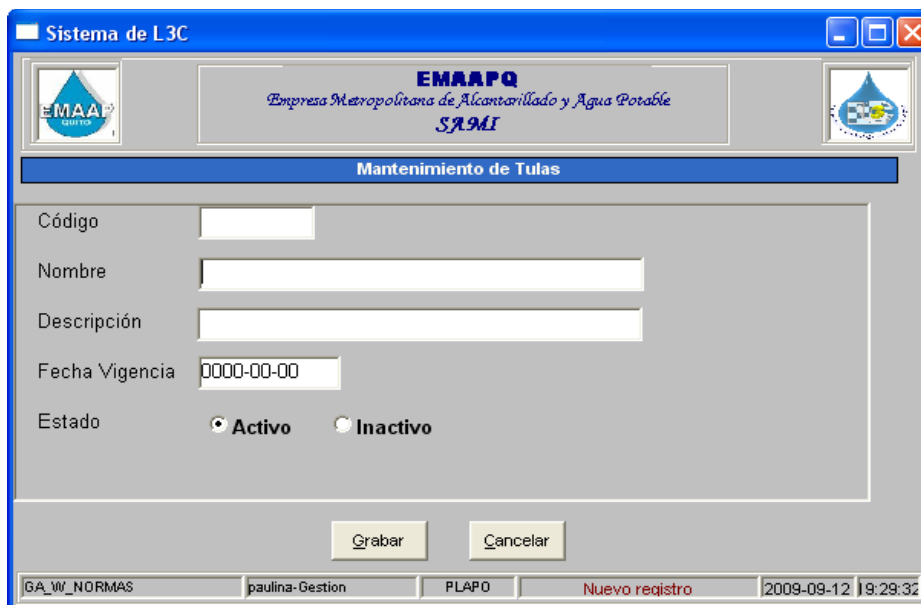 Sistema de L3C
EMAAP
QUITO
EMAAPQ
Empresa Metropolitana de Alcantarillado y Agua Potable
SAMI
Mantenimiento de Tulas
Código
Nombre
Descripción
Fecha Vigencia 0000-00-00
Estado Activo Inactivo
Grabar Cancelar
GA_W_NORMAS paulina-Gestion PLAPO Nuevo registro 2009-09-12 19:29:32